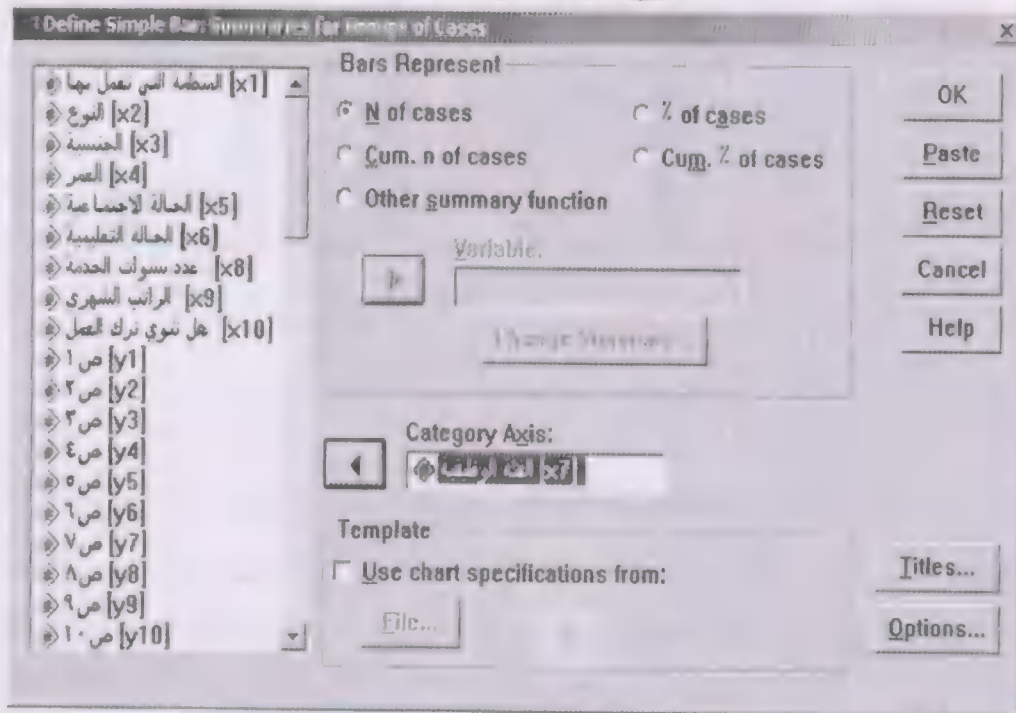 Define Simple Bar: Summaries for Groups of Cases
المنظمة التي تعمل بها [x1]
النوع [x2]
الجنسية [x3]
العمر [x4]
الحالة الاجتماعية [x5]
الحالة التعليمية [x6]
عدد سنوات الخدمة [x8]
الراتب الشهري [x9]
هل تنوي ترك العمل [x10]
ص ١ [y1]
ص ٢ [y2]
ص ٣ [y3]
ص ٤ [y4]
ص ٥ [y5]
ص ٦ [y6]
ص ٧ [y7]
ص ٨ [y8]
ص ٩ [y9]
ص ١٠ [y10]
Bars Represent
N of cases
% of cases
Cum. n of cases
Cum. % of cases
Other summary function
Variable:
Change Summary...
Category Axis:
الفئة الوظيفية [x7]
Template
Use chart specifications from:
File...
OK
Paste
Reset
Cancel
Help
Titles...
Options...